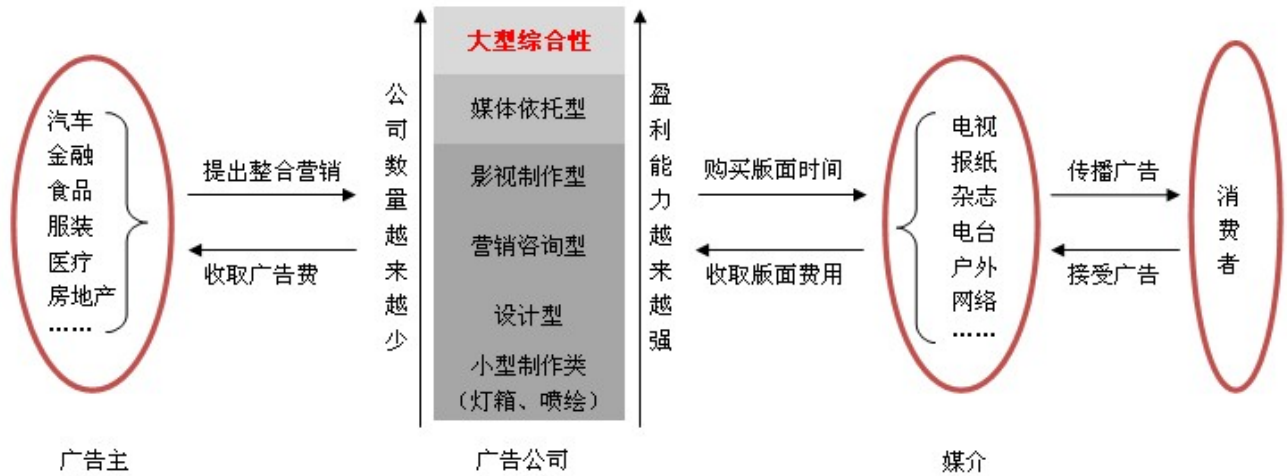 汽车
金融
食品
服装
医疗
房地产
……
广告主
提出整合营销
收取广告费
公司数量越来越少
大型综合性
媒体依托型
影视制作型
营销咨询型
设计型
小型制作类
（灯箱、喷绘）
广告公司
盈利能力越来越强
购买版面时间
收取版面费用
电视
报纸
杂志
电台
户外
网络
……
媒介
传播广告
接受广告
消费者